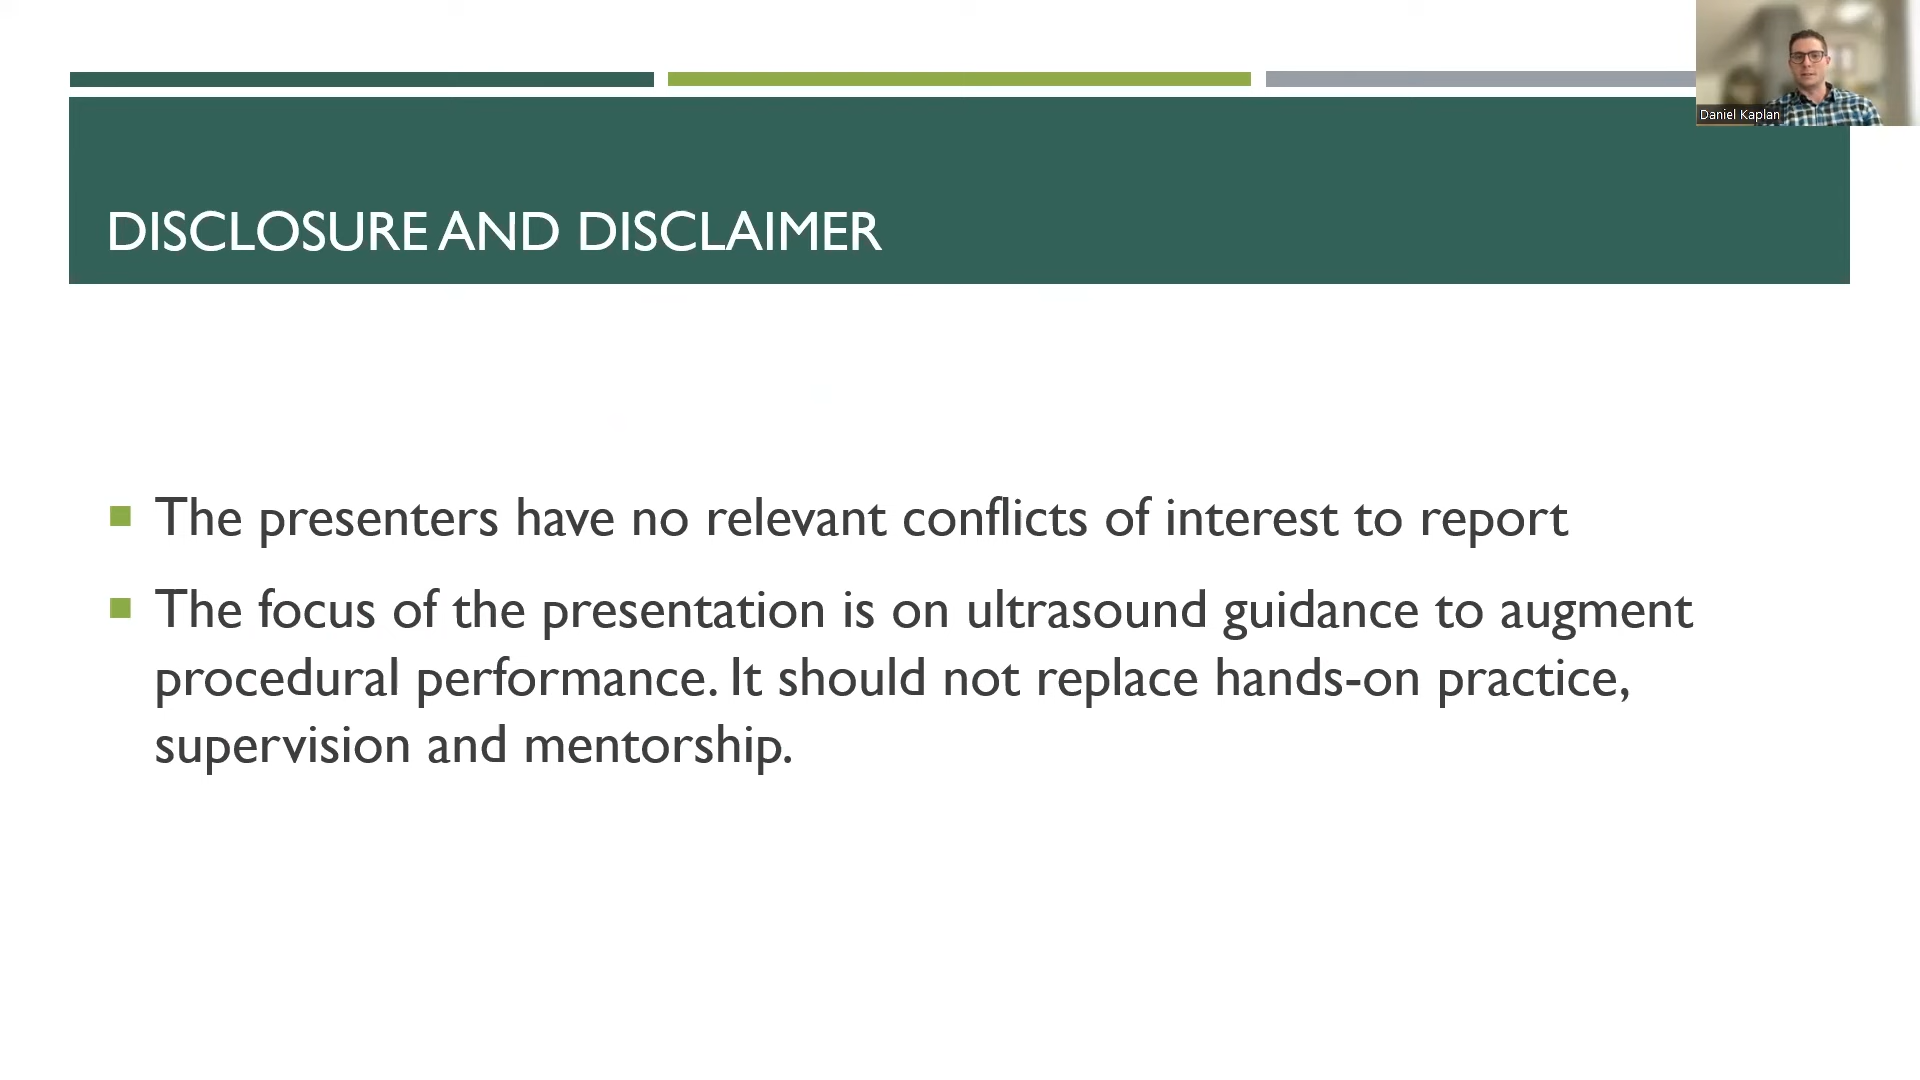 Daniel Kaplan
DISCLOSURE AND DISCLAIMER
The presenters have no relevant conflicts of interest to report
The focus of the presentation is on ultrasound guidance to augment
procedural performance. It should not replace hands-on practice,
supervision and mentorship.